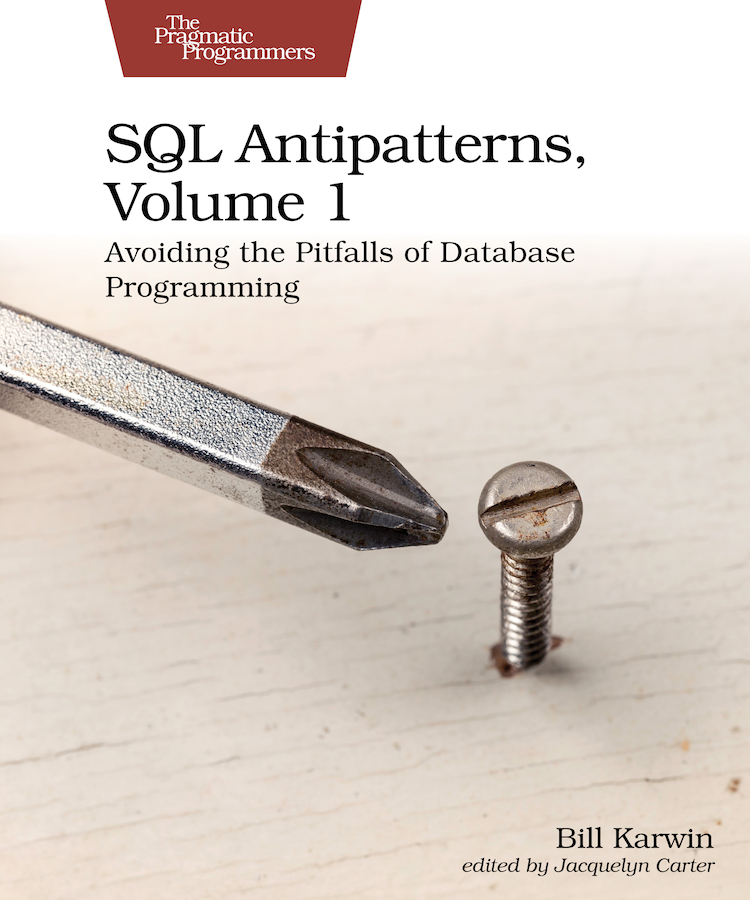 The
Pragmatic
Programmers
SQL Antipatterns,
Volume 1
Avoiding the Pitfalls of Database
Programming
Bill Karwin
edited by Jacquelyn Carter